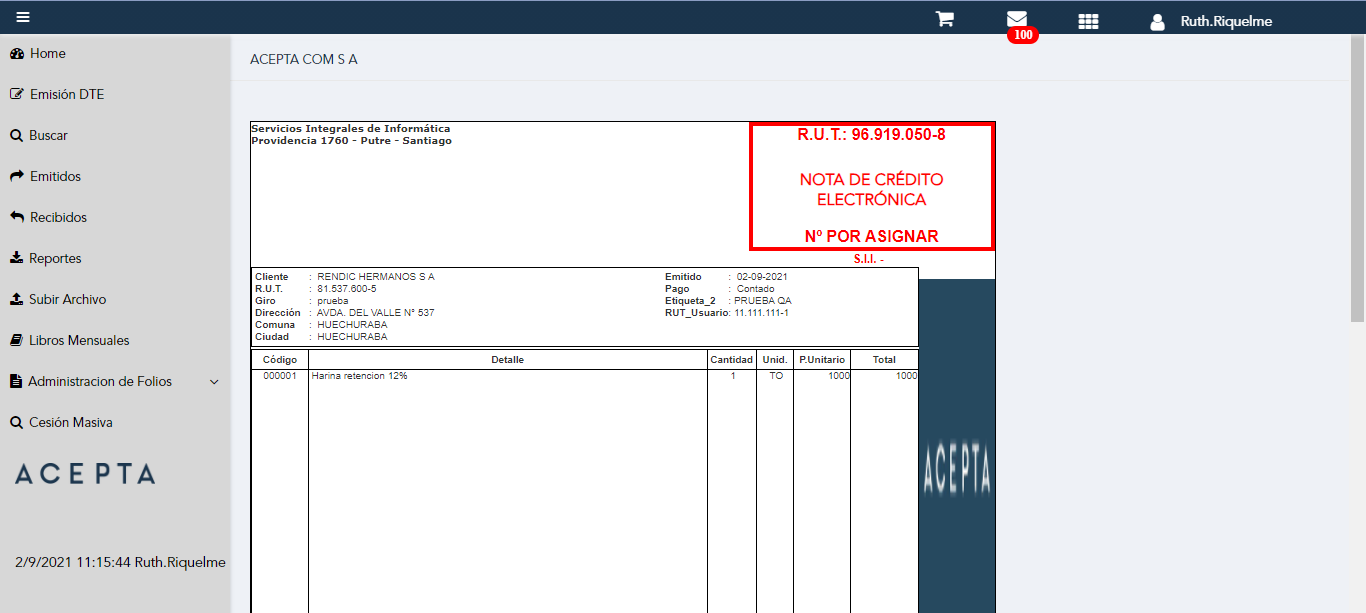 Ruth.Riquelme
100
Home
Emisión DTE
Buscar
Emitidos
Recibidos
Reportes
Subir Archivo
Libros Mensuales
Administracion de Folios
Cesión Masiva
ACEPTA
2/9/2021 11:15:44 Ruth.Riquelme
ACEPTA COM S A
Servicios Integrales de Informática
Providencia 1760 - Putre - Santiago
R.U.T.: 96.919.050-8
NOTA DE CRÉDITO
ELECTRÓNICA
Nº POR ASIGNAR
S.I.I. -
Cliente : RENDIC HERMANOS S A
R.U.T. : 81.537.600-5
Giro : prueba
Dirección : AVDA. DEL VALLE N° 537
Comuna : HUECHURABA
Ciudad : HUECHURABA
Emitido : 02-09-2021
Pago : Contado
Etiqueta_2 : PRUEBA QA
RUT_Usuario: 11.111.111-1
Código Detalle Cantidad Unid. P.Unitario Total
000001 Harina retencion 12% 1 TO 1000 1000
ACEPTA